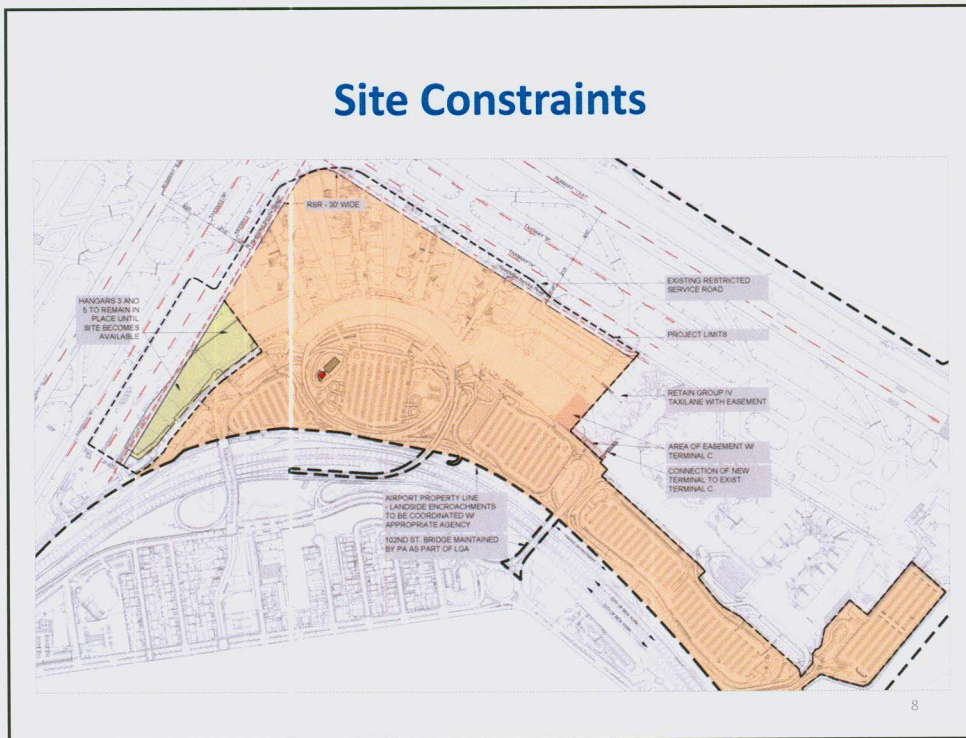 Site Constraints
RSR - 30' WIDE
HANGARS 3 AND
5 TO REMAIN IN
PLACE UNTIL
SITE BECOMES
AVAILABLE
EXISTING RESTRICTED
SERVICE ROAD
PROJECT LIMITS
RETAIN GROUP IV
TAXILANE WITH EASEMENT
AREA OF EASEMENT W/
TERMINAL C
CONNECTION OF NEW
TERMINAL TO EXIST
TERMINAL C
AIRPORT PROPERTY LINE
- LANDSIDE ENCROACHMENTS
TO BE COORDINATED W/
APPROPRIATE AGENCY
102ND ST. BRIDGE MAINTAINED
BY PA AS PART OF LGA
8